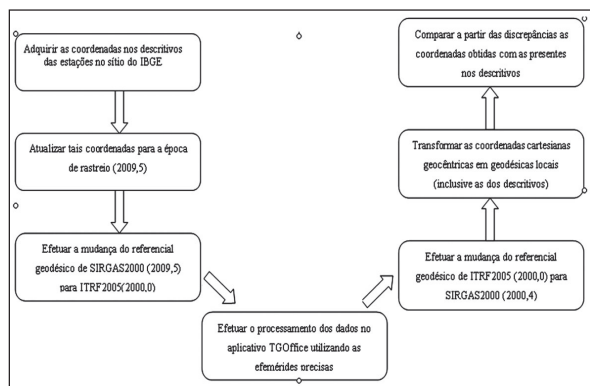 Adquirir as coordenadas nos descritivos
das estações no sítio do IBGE
Atualizar tais coordenadas para a época
de rastreio (2009,5)
Efetuar a mudança do referencial
geodésico de SIRGAS2000 (2009,5)
para ITRF2005(2000,0)
Efetuar o processamento dos dados no
aplicativo TGOffice utilizando as
efemérides precisas
Efetuar a mudança do referencial
geodésico de ITRF2005 (2000,0) para
SIRGAS2000 (2000,4)
Transformar as coordenadas cartesianas
geocêntricas em geodésicas locais
(inclusive as dos descritivos)
Comparar a partir das discrepâncias as
coordenadas obtidas com as presentes
nos descritivos